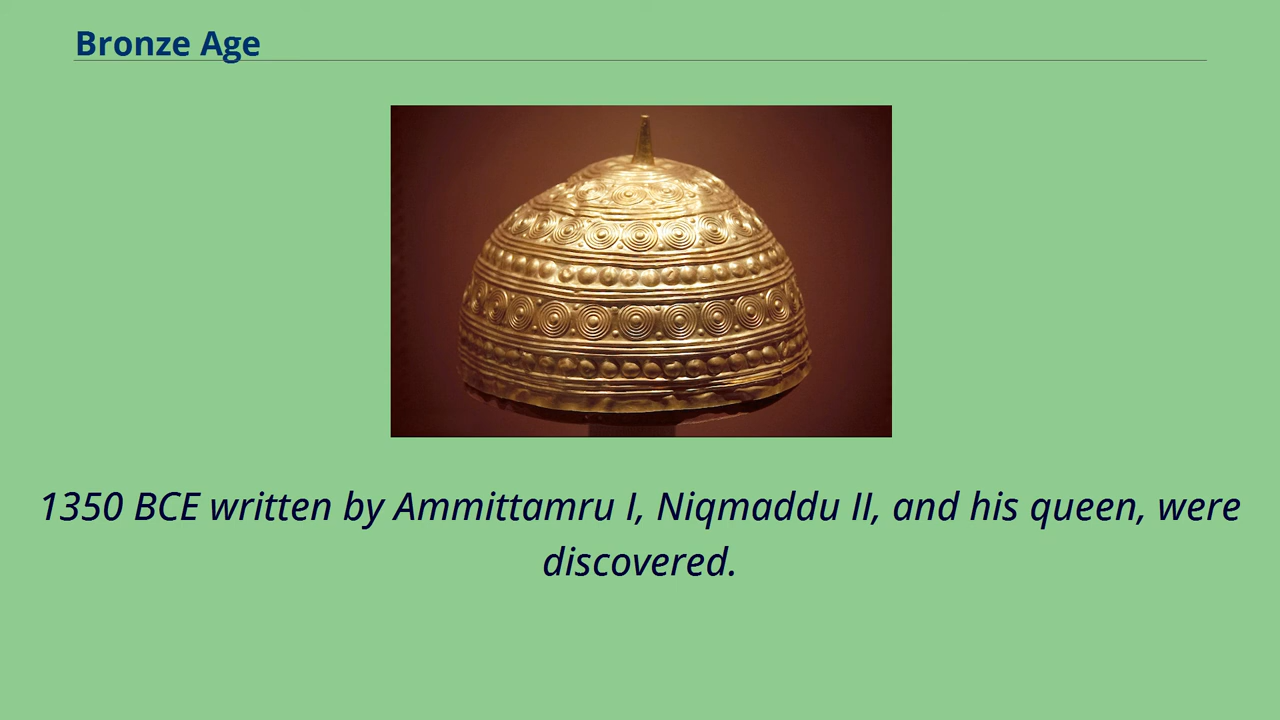 Bronze Age
1350 BCE written by Ammittamru I, Niqmaddu II, and his queen, were
discovered.